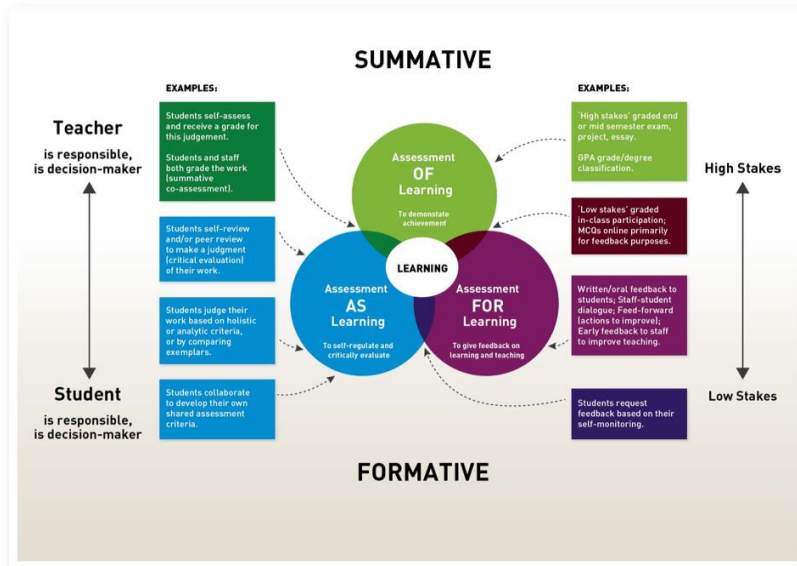 SUMMATIVE
Teacher
is responsible,
is decision-maker
Student
is responsible,
is decision-maker
EXAMPLES:
Students self-assess
and receive a grade for
this judgement.
Students and staff
both grade the work
(summative
co-assessment).
Students self-review
and/or peer review
to make a judgment
(critical evaluation)
of their work.
Students judge their
work based on holistic
or analytic criteria,
or by comparing
exemplars.
Students collaborate
to develop their own
shared assessment
criteria.
Assessment
OF
Learning
To demonstate
achievement
LEARNING
Assessment
AS
Learning
To self-regulate and
critically evaluate
Assessment
FOR
Learning
To give feedback on
learning and teaching
EXAMPLES:
'High stakes' graded end
or mid semester exam,
project, essay.
GPA grade/degree
classification.
'Low stakes' graded
in-class participation;
MCQs online primarily
for feedback purposes.
Written/oral feedback to
students; Staff-student
dialogue; Feed-forward
(actions to improve);
Early feedback to staff
to improve teaching.
Students request
feedback based on their
self-monitoring.
High Stakes
Low Stakes
FORMATIVE